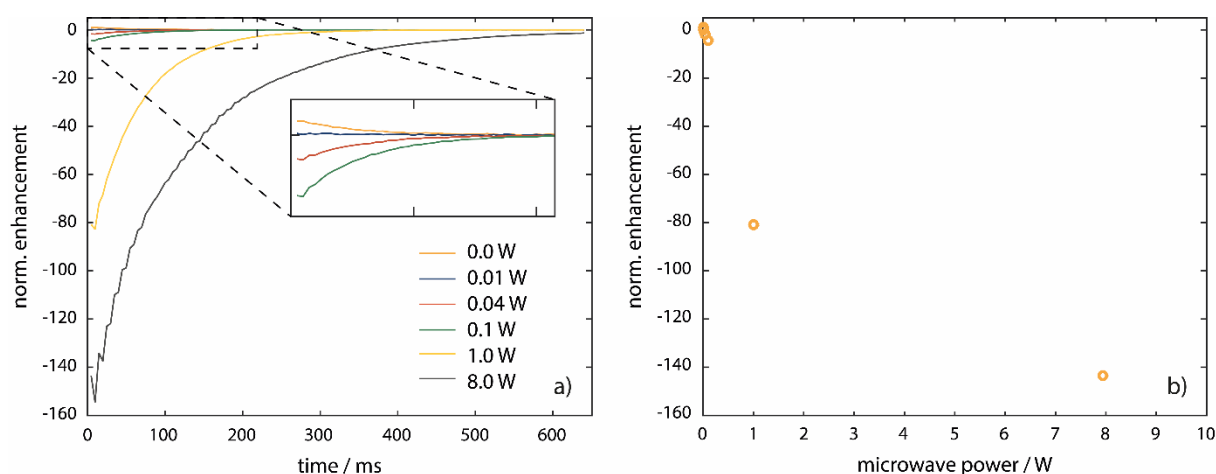 0
-20
-40
-60
-80
-100
-120
-140
-160
norm. enhancement
0 100 200 300 400 500 600
time / ms
0.0 W
0.01 W
0.04 W
0.1 W
1.0 W
8.0 W
a)
0
-20
-40
-60
-80
-100
-120
-140
-160
norm. enhancement
0 1 2 3 4 5 6 7 8 9 10
microwave power / W
b)